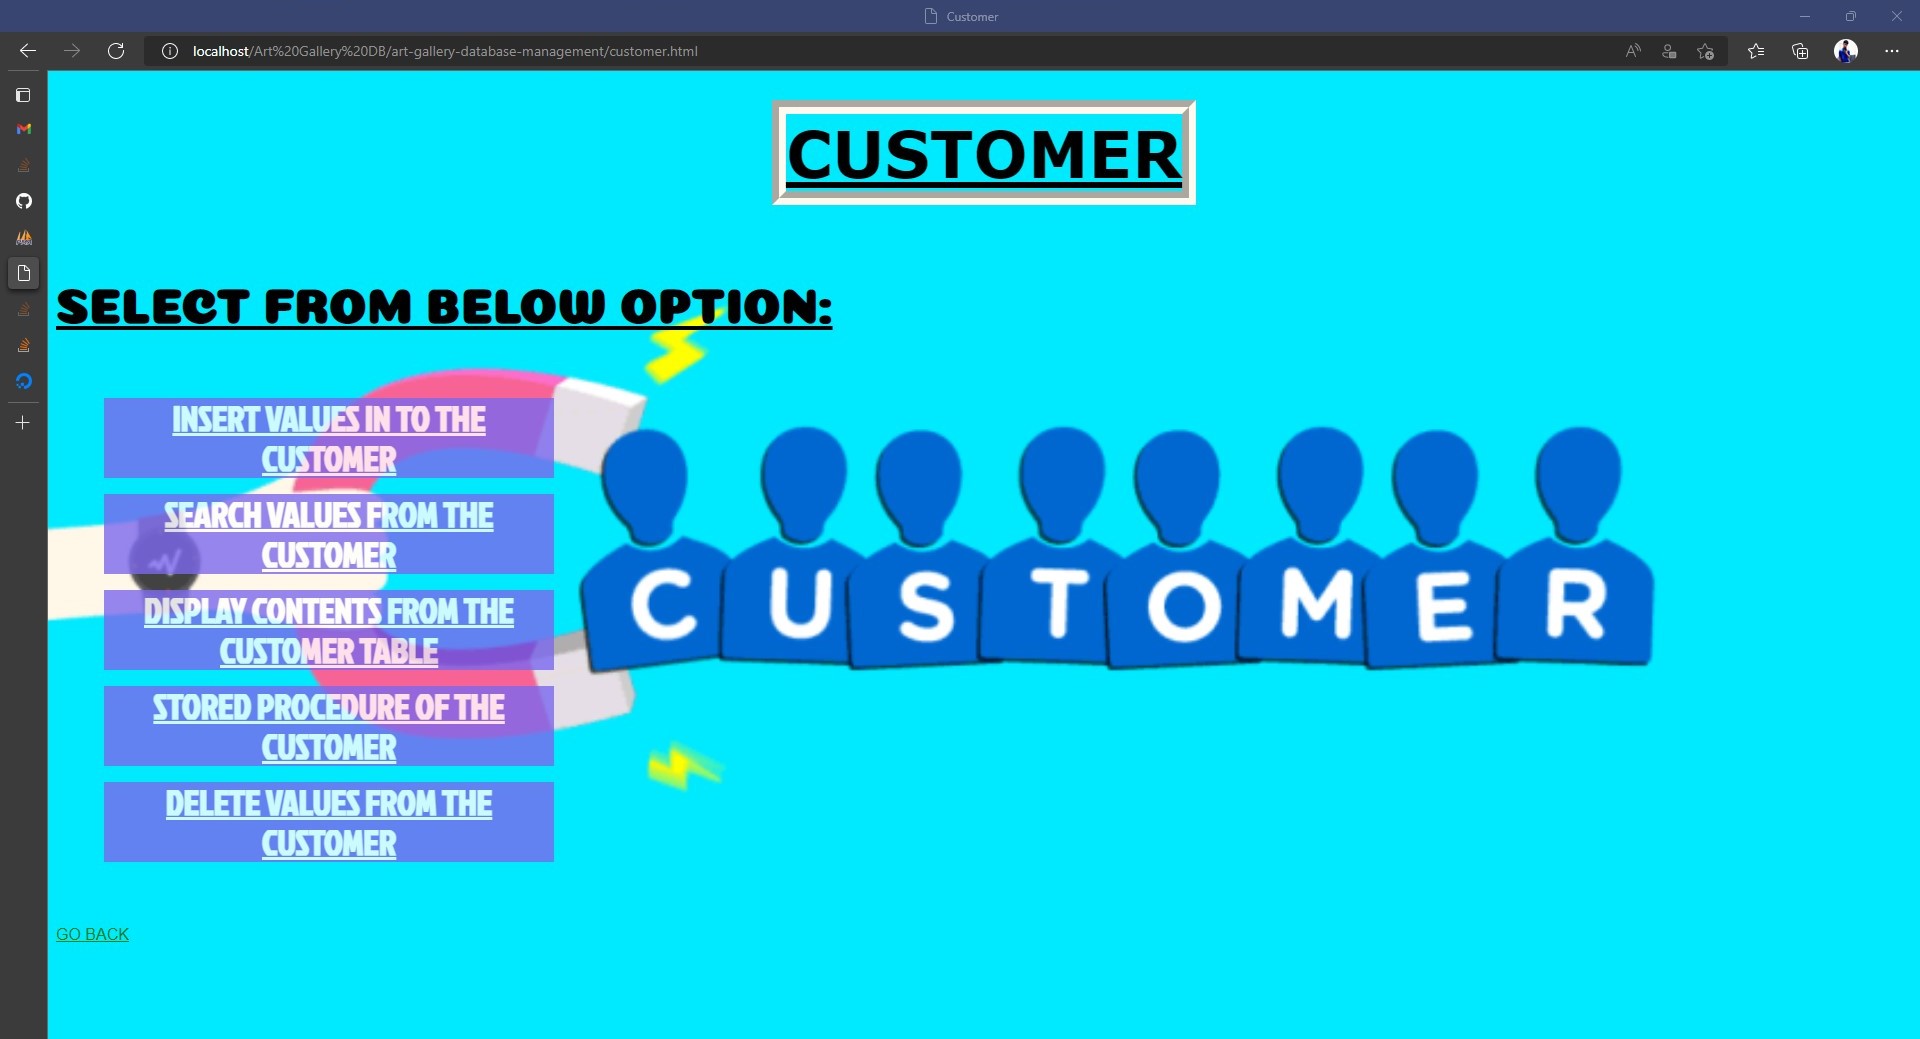 Customer
localhost/Art%20Gallery%20DB/art-gallery-database-management/customer.html
CUSTOMER
SELECT FROM BELOW OPTION:
INSERT VALUES IN TO THE
CUSTOMER
SEARCH VALUES FROM THE
CUSTOMER
DISPLAY CONTENTS FROM THE
CUSTOMER TABLE
STORED PROCEDURE OF THE
CUSTOMER
DELETE VALUES FROM THE
CUSTOMER
CUSTOMER
GO BACK